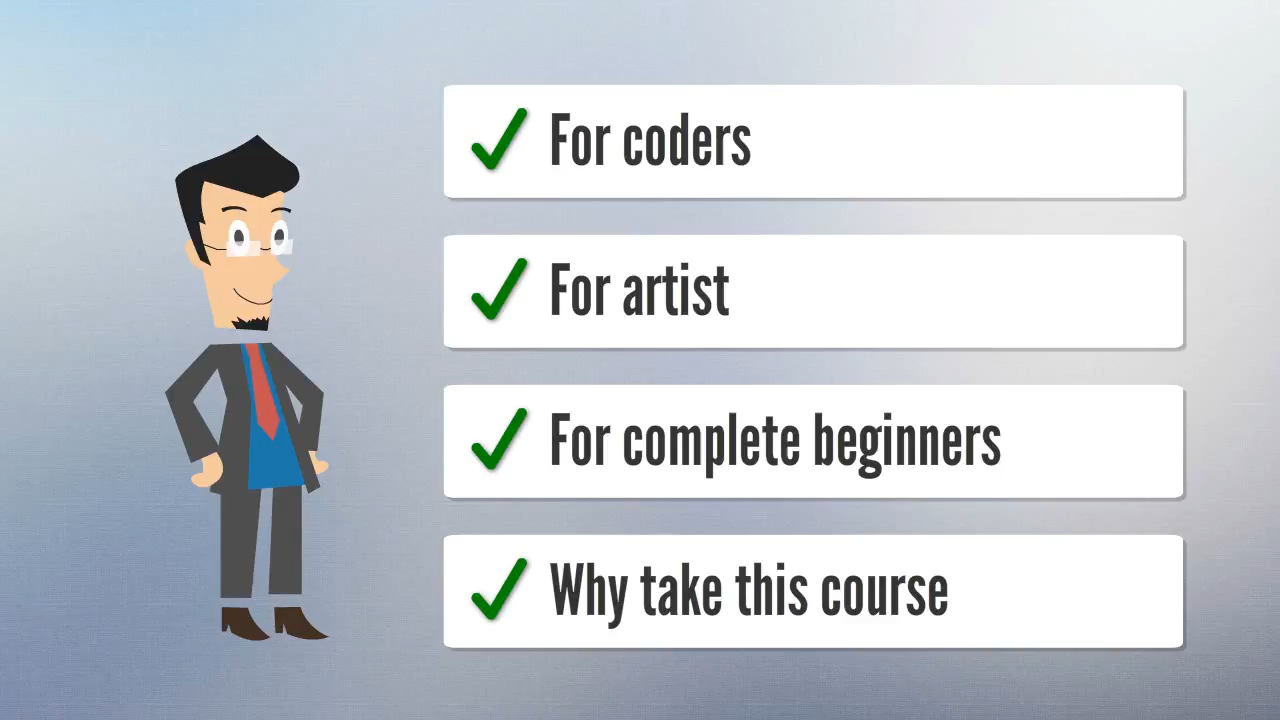 For coders
For artist
For complete beginners
Why take this course